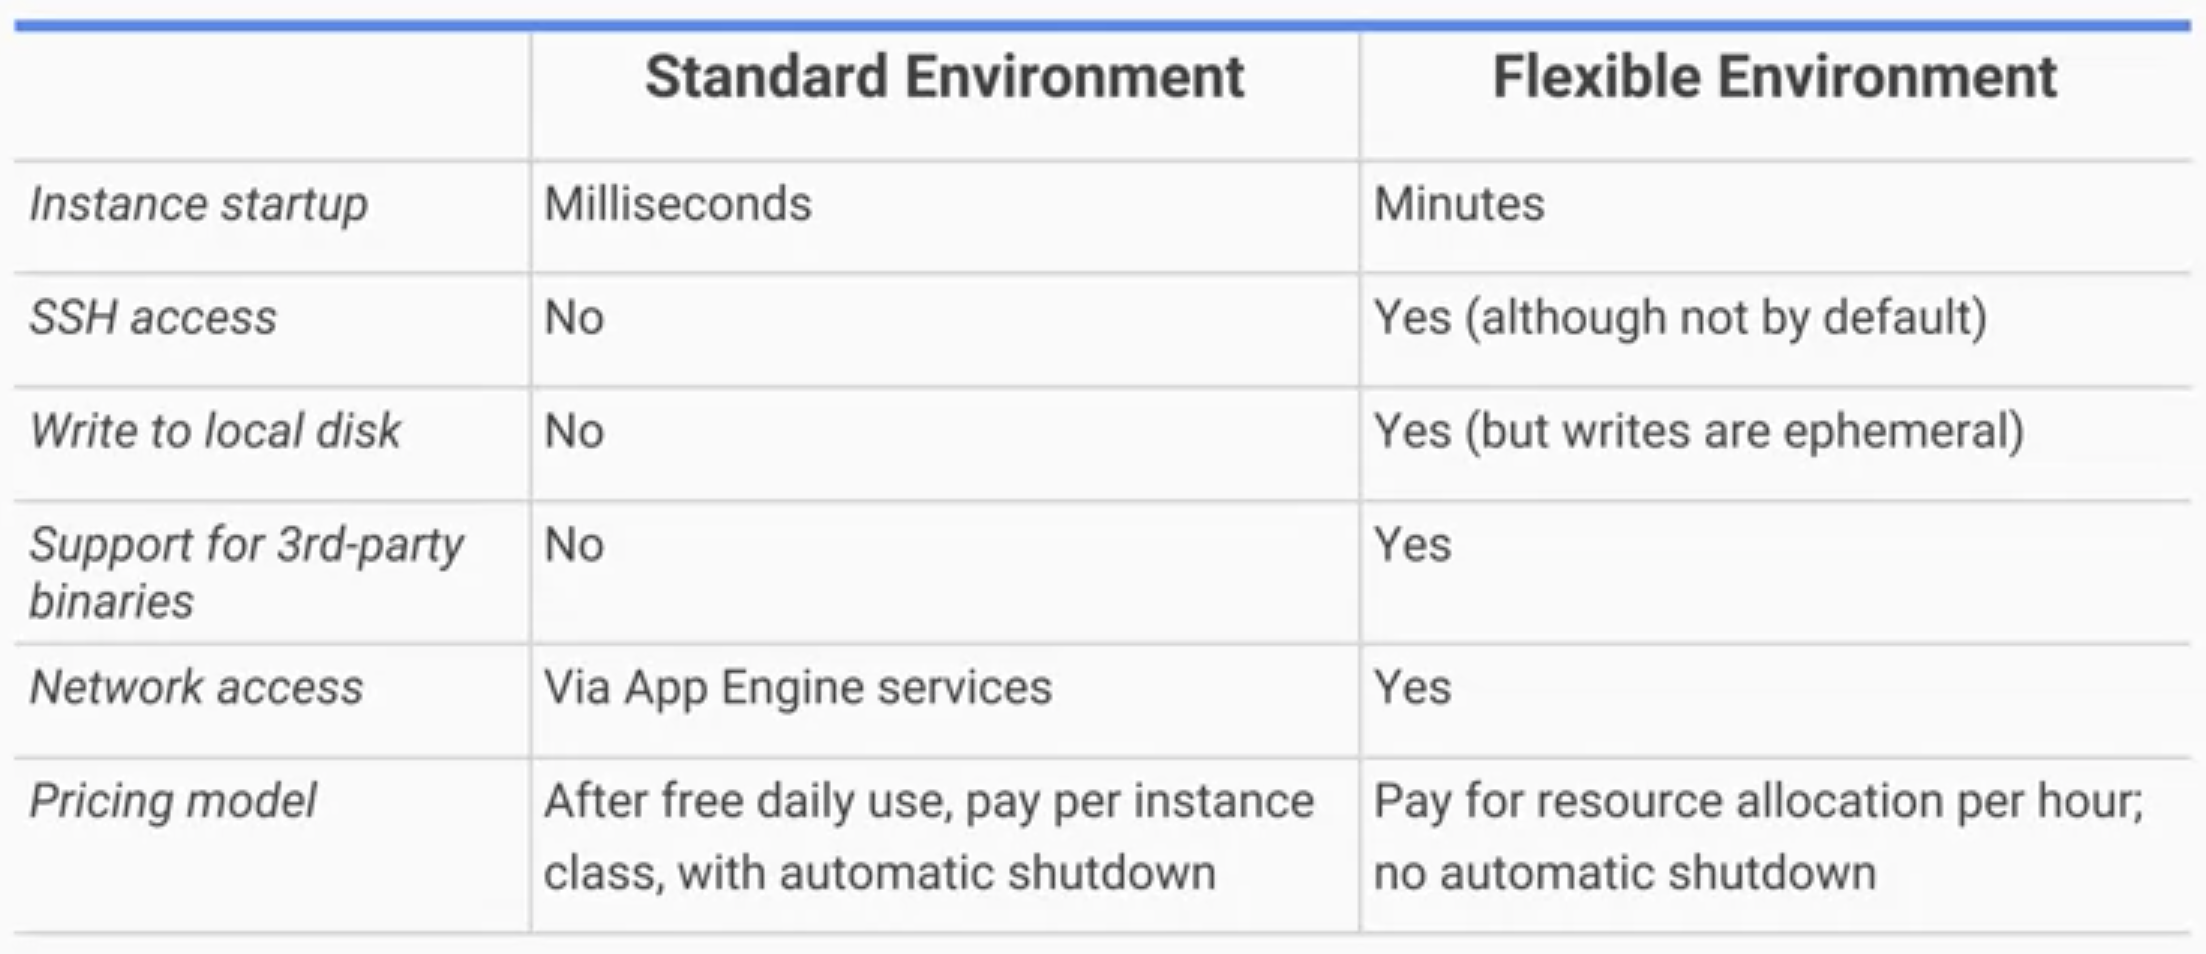 Standard Environment
Flexible Environment
Instance startup
Milliseconds
Minutes
SSH access
No
Yes (although not by default)
Write to local disk
No
Yes (but writes are ephemeral)
Support for 3rd-party
binaries
No
Yes
Network access
Via App Engine services
Yes
Pricing model
After free daily use, pay per instance
class, with automatic shutdown
Pay for resource allocation per hour;
no automatic shutdown